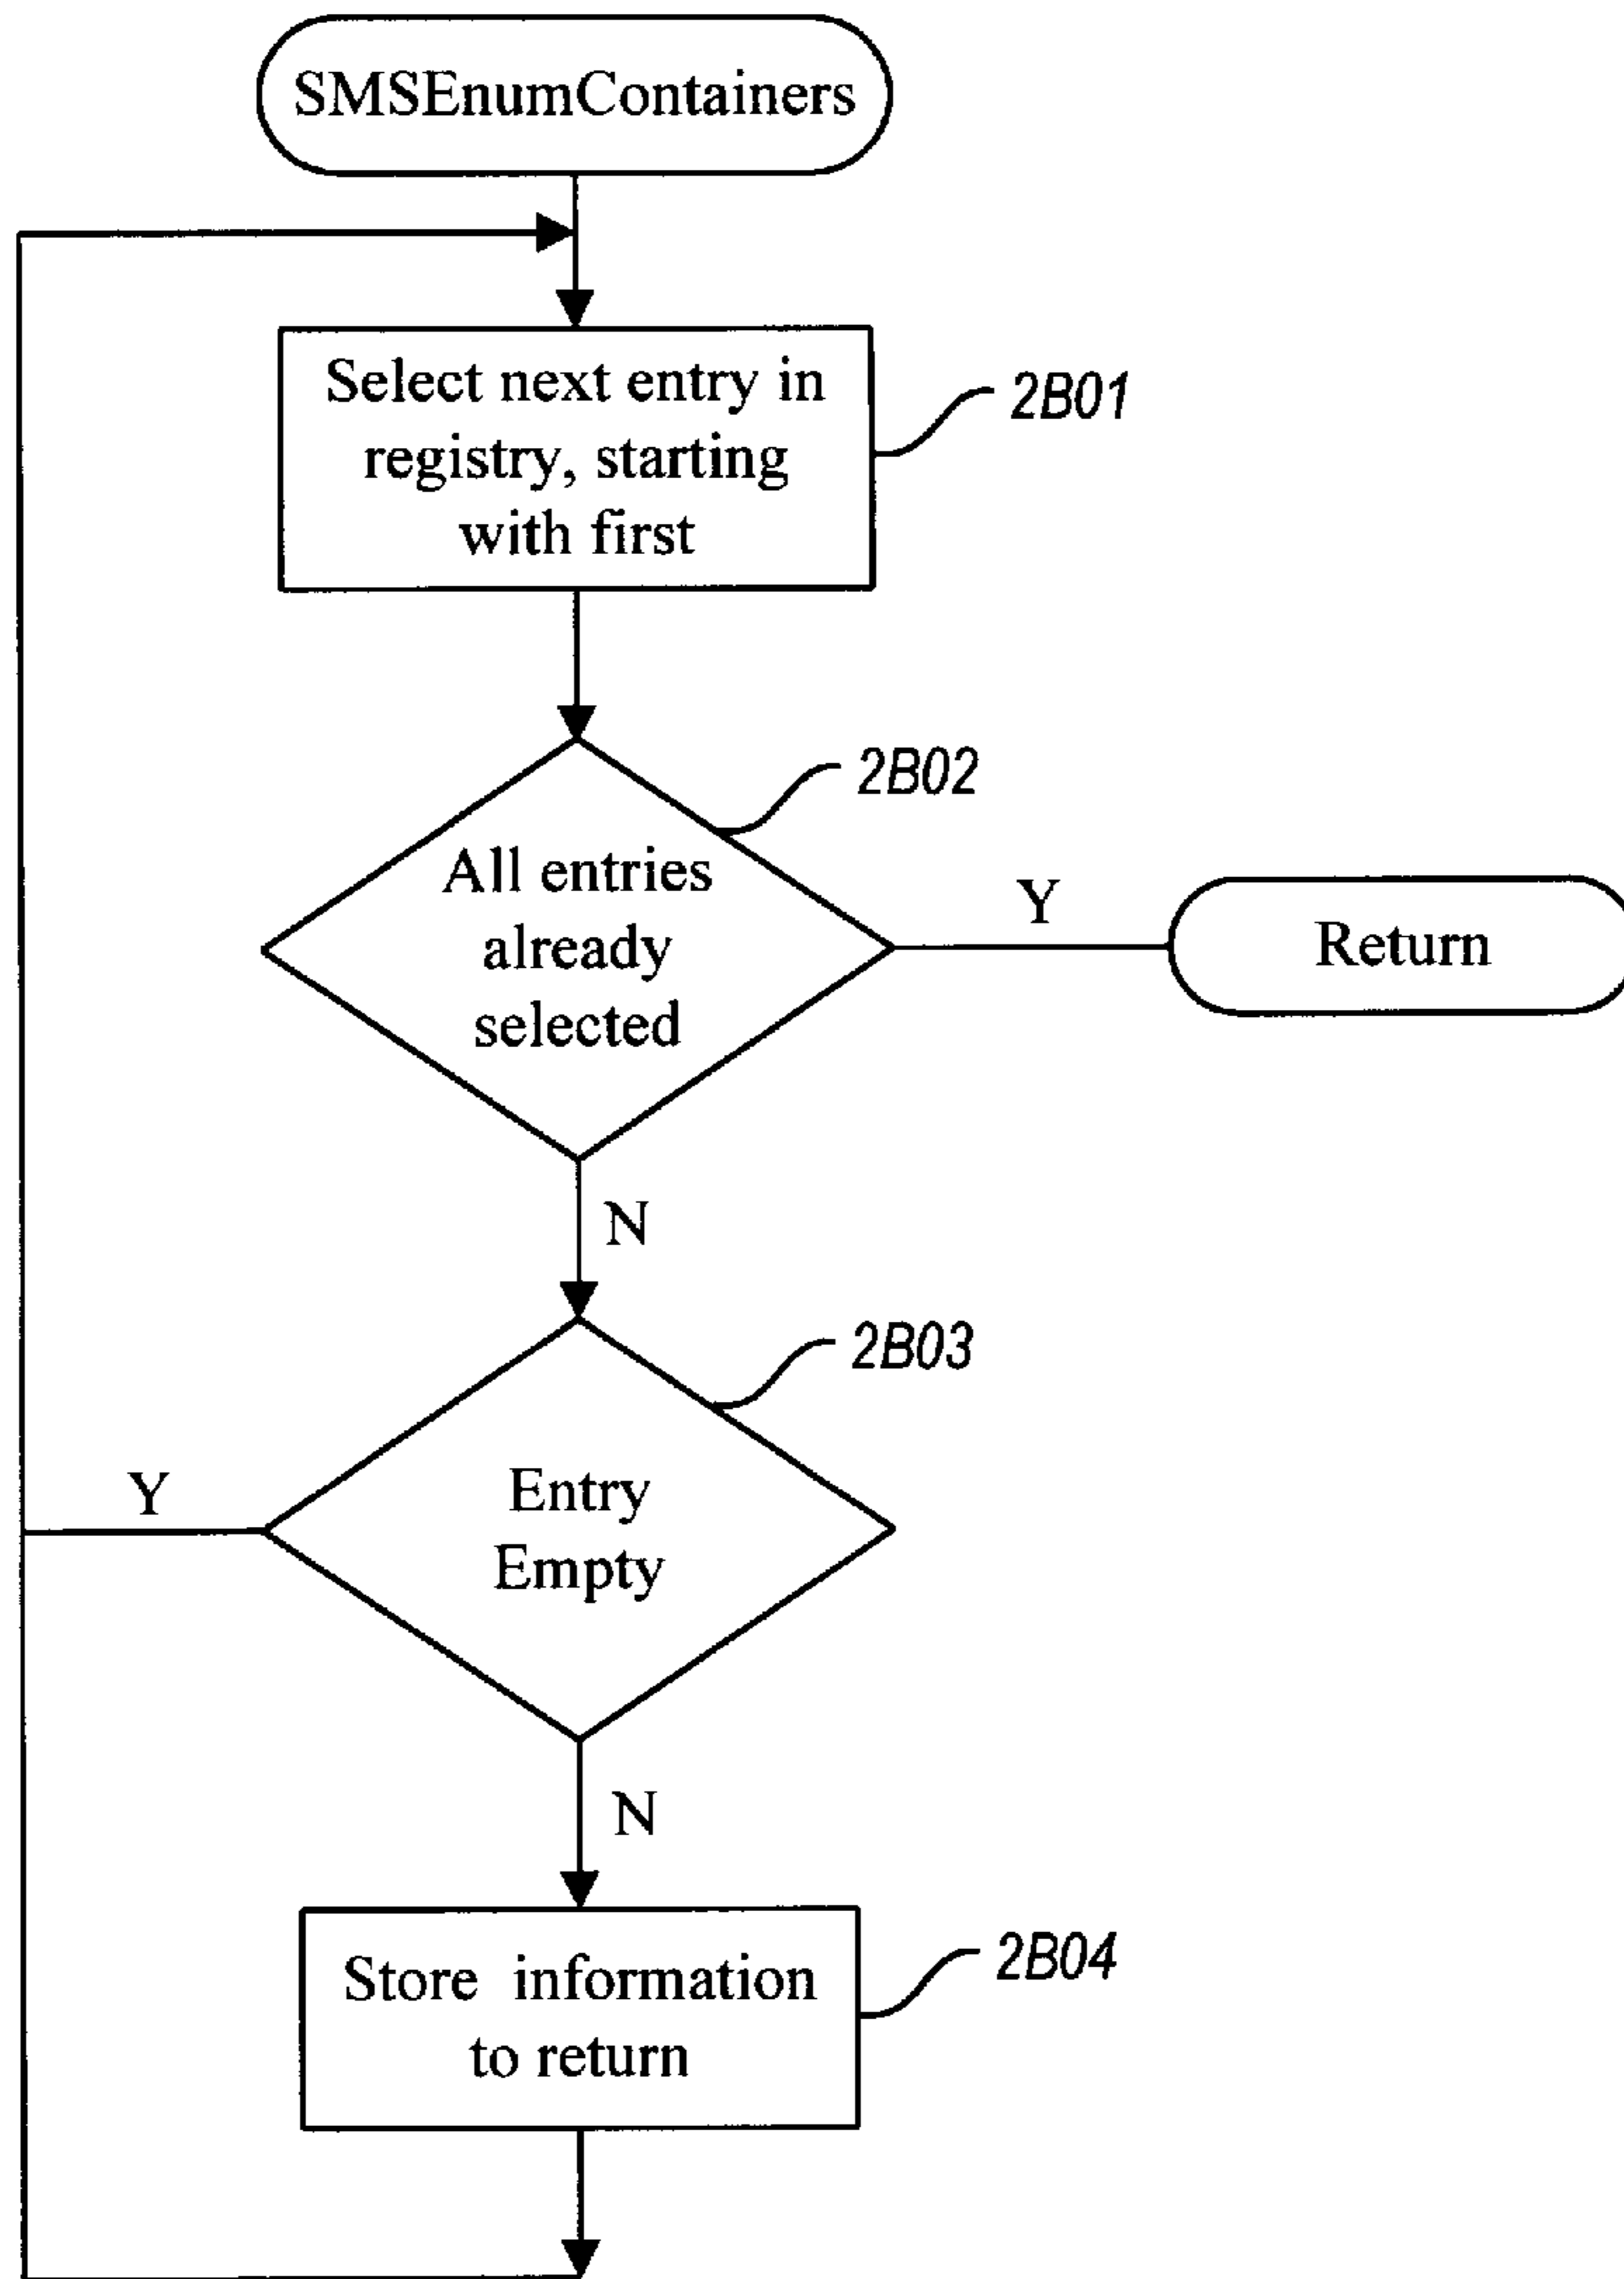 SMSEnumContainers
Select next entry in
registry, starting
with first
2B01
2B02
All entries
already
selected
Y
Return
N
2B03
Entry
Empty
Y
N
Store information
to return
2B04